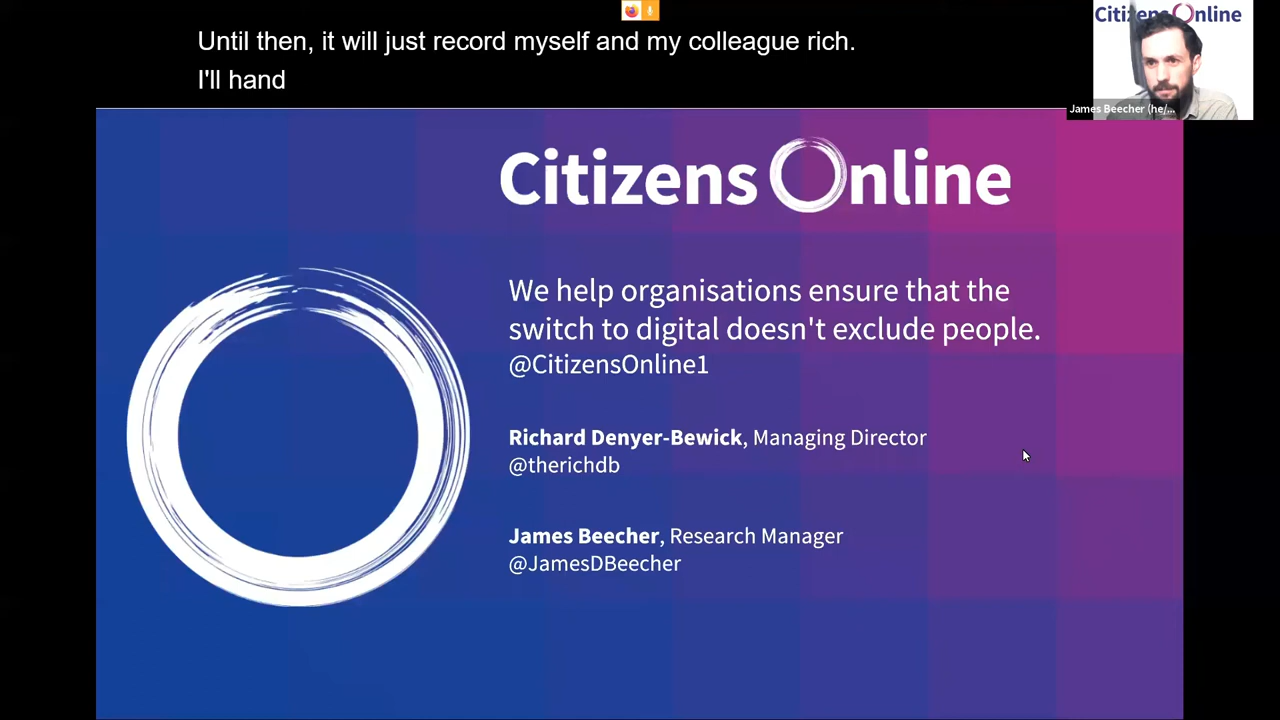 Until then, it will just record myself and my colleague rich.
I'll hand
Citizens Online
James Beecher (he/...
Citizens Online
We help organisations ensure that the
switch to digital doesn't exclude people.
@CitizensOnline1
Richard Denyer-Bewick, Managing Director
@therichdb
James Beecher, Research Manager
@JamesDBeecher